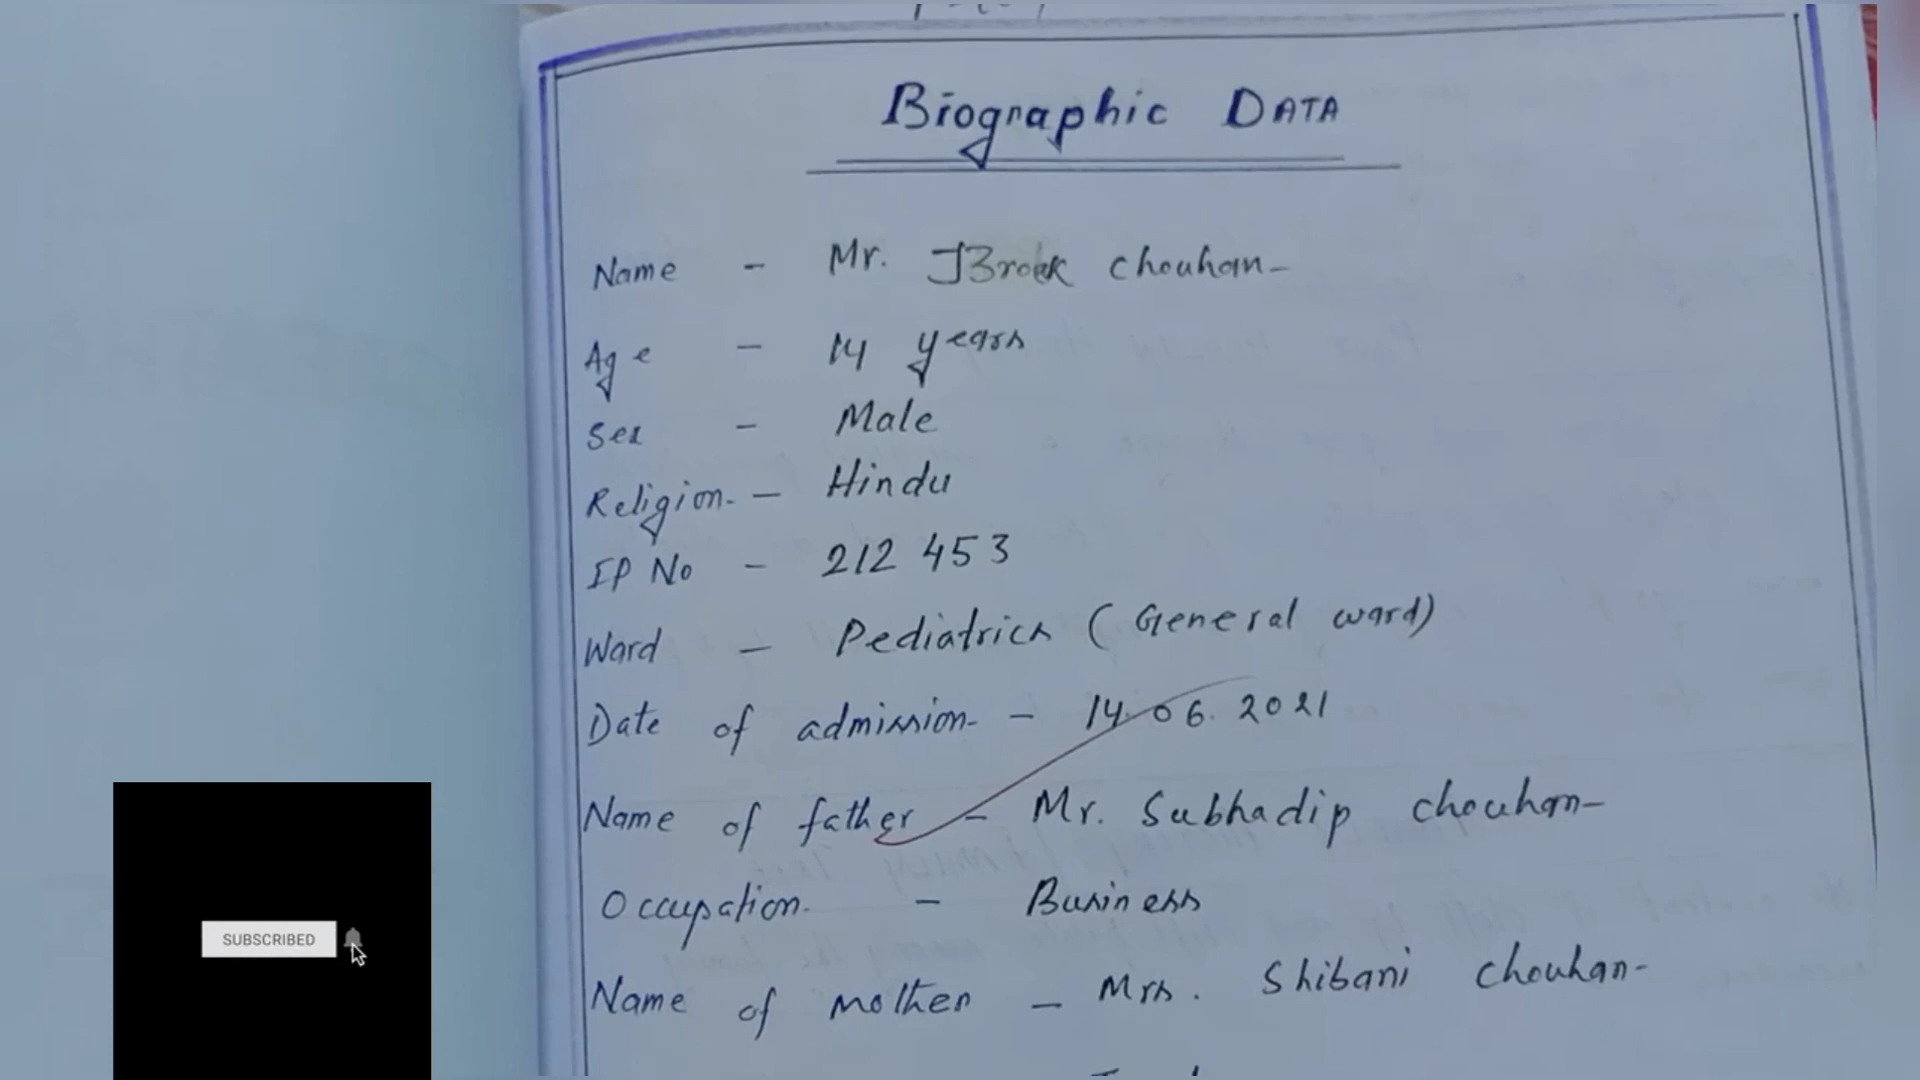 Biographic DATA
Name - Mr. chouhan
Age - 14 years
Sex - Male
Religion - Hindu
IP No - 212 453
Ward - Pediatrics (General ward)
Date of admission - 14.06.2021
Name of father - Mr. Subhadip chouhan
Occupation - Business
Name of mother - Mrs. Shibani chouhan
SUBSCRIBED